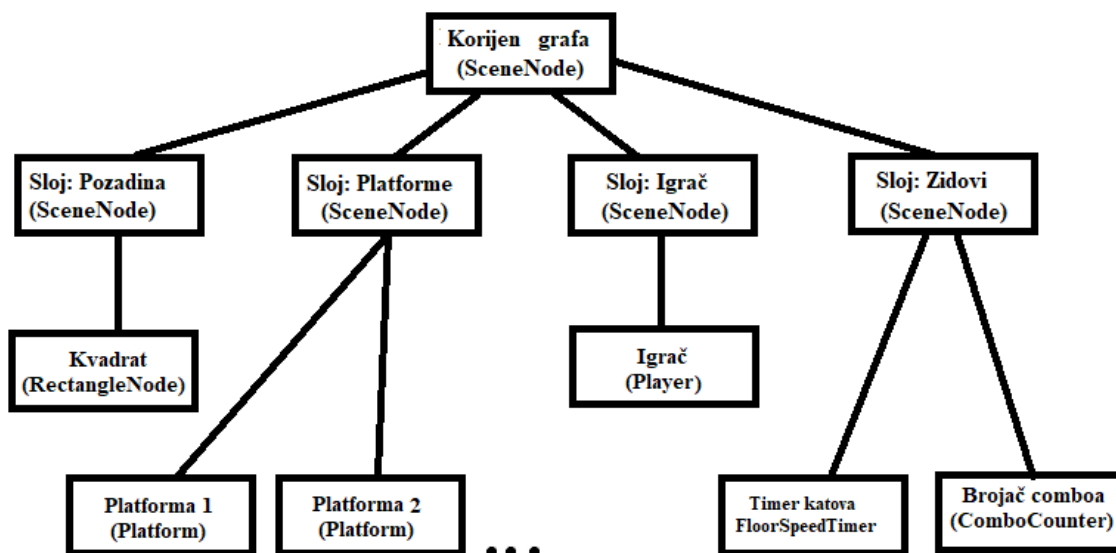 Korijen grafa
(SceneNode)
Sloj: Pozadina
(SceneNode)
Sloj: Platforme
(SceneNode)
Sloj: Igrač
(SceneNode)
Sloj: Zidovi
(SceneNode)
Kvadrat
(RectangleNode)
Igrač
(Player)
Platforma 1
(Platform)
Platforma 2
(Platform)
...
Timer katova
FloorSpeedTimer
Brojač comboa
(ComboCounter)